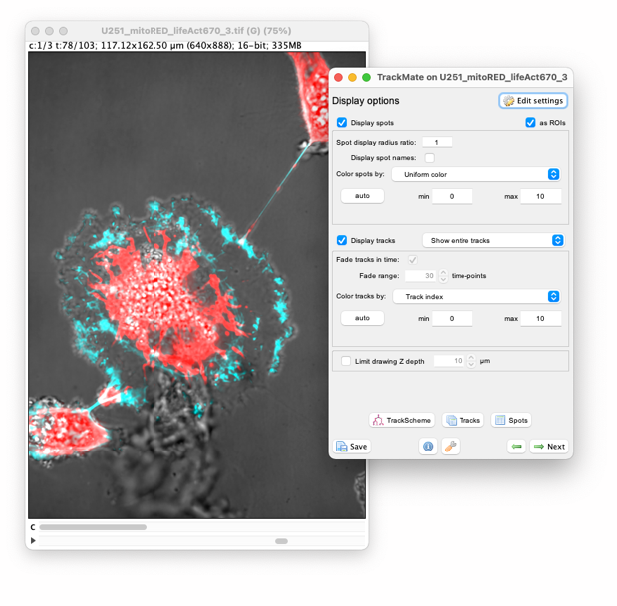 U251_mitoRED_lifeAct670_3.tif (G) (75%)
c:1/3 t:78/103; 117.12x162.50 µm (640x888); 16-bit; 335MB
C
TrackMate on U251_mitoRED_lifeAct670_3
Display options
Edit settings
Display spots
as ROIs
Spot display radius ratio: 1
Display spot names:
Color spots by: Uniform color
auto min 0 max 10
Display tracks Show entire tracks
Fade tracks in time:
Fade range: 30 time-points
Color tracks by: Track index
auto min 0 max 10
Limit drawing Z depth 10 µm
TrackScheme Tracks Spots
Save Next